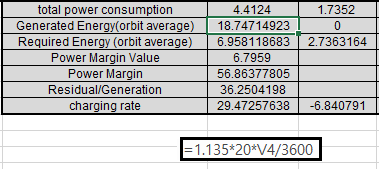 total power consumption 4.4124 1.7352
Generated Energy(orbit average) 18.74714923 0
Required Energy (orbit average) 6.958118683 2.7363164
Power Margin Value 6.7959
Power Margin 56.86377805
Residual/Generation 36.2504198
charging rate 29.47257638 -6.840791
=1.135*20*V4/3600